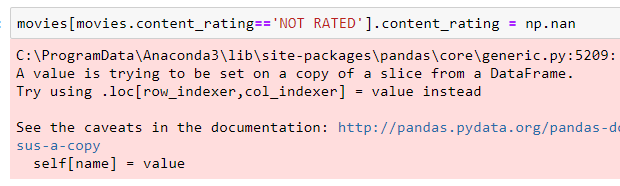 movies[movies.content_rating=='NOT RATED'].content_rating = np.nan
C:\ProgramData\Anaconda3\lib\site-packages\pandas\core\generic.py:5209:
A value is trying to be set on a copy of a slice from a DataFrame.
Try using .loc[row_indexer,col_indexer] = value instead
See the caveats in the documentation: http://pandas.pydata.org/pandas-do
sus-a-copy
self[name] = value